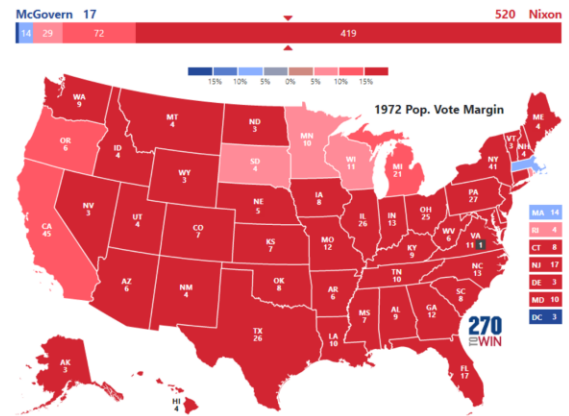 McGovern 17 520 Nixon
14 29 72 419
15% 10% 5% 0% 5% 10% 15%
1972 Pop. Vote Margin
WA 9
MT 4
ND 3
MN 10
ME 4
VT 3
NH 4
OR 6
ID 4
SD 4
WI 11
MI 21
NY 41
WY 3
NE 5
IA 8
PA 27
NV 3
UT 4
CO 7
IL 26
IN 13
OH 25
MA 14
CA 45
KS 7
MO 12
WV 6
VA 11 1
RI 4
KY 9
CT 8
AZ 6
NM 4
OK 8
AR 6
TN 10
NC 13
NJ 17
SC 8
DE 3
MS 7
AL 9
GA 12
MD 10
TX 26
LA 10
DC 3
270 TO WIN
AK 3
HI 4
FL 17